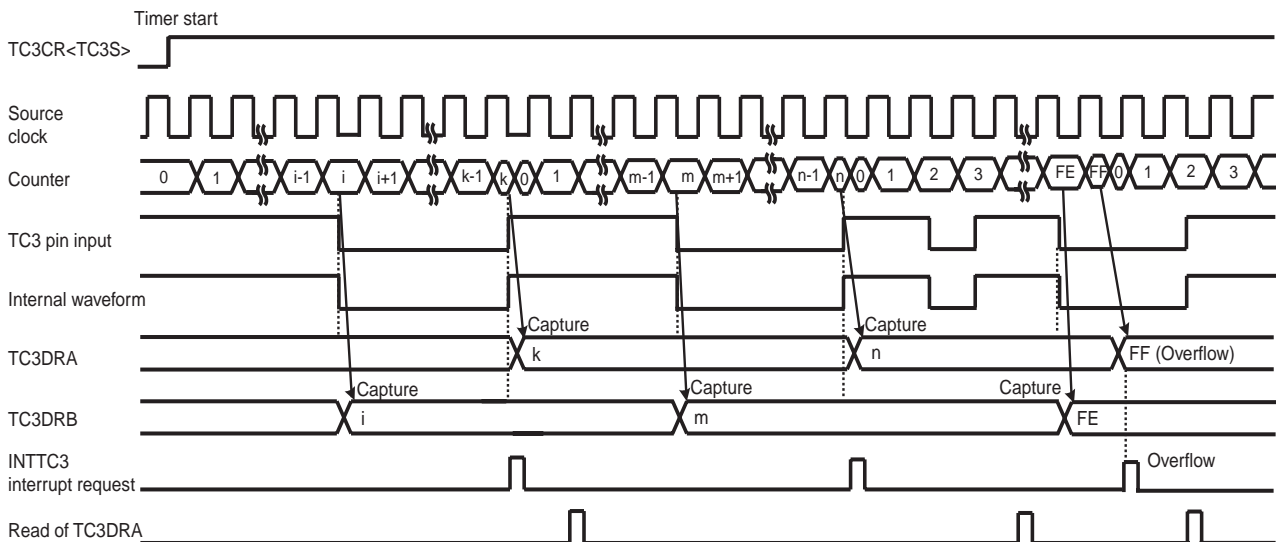 Timer start
TC3CR<TC3S>
Source
clock
Counter
0 1 i-1 i i+1 k-1 k 0 1 m-1 m m+1 n-1 n 0 1 2 3 FE FF 0 1 2 3
TC3 pin input
Internal waveform
Capture Capture
TC3DRA
k n FF (Overflow)
Capture Capture Capture
TC3DRB
i m FE
INTTC3
interrupt request
Overflow
Read of TC3DRA